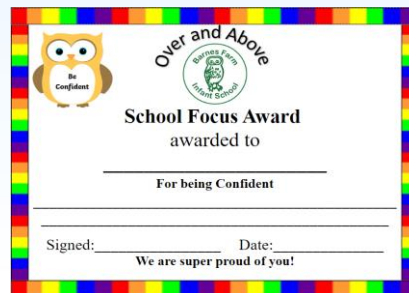 Over and Above
Be
Confident
Barnes Farm
Infant School
School Focus Award
awarded to
For being Confident
Signed: Date:
We are super proud of you!